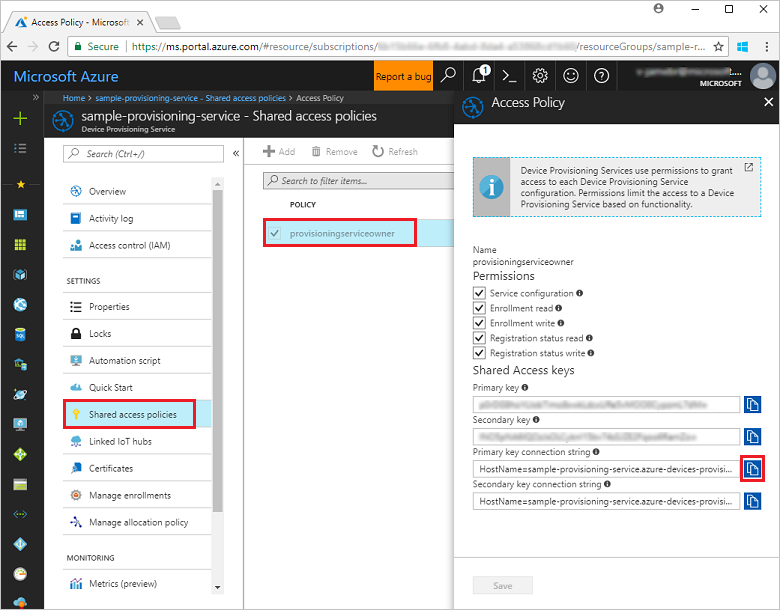 Access Policy - Microsoft
Secure
https://ms.portal.azure.com/#resource/subscriptions/
/resourceGroups/sample-r...
Microsoft Azure
Report a bug
1
MICROSOFT
Home > sample-provisioning-service - Shared access policies > Access Policy
sample-provisioning-service - Shared access policies
Device Provisioning Service
Search (Ctrl+/)
Overview
Activity log
Access control (IAM)
SETTINGS
Properties
Locks
Automation script
Quick Start
Shared access policies
Linked IoT hubs
Certificates
Manage enrollments
Manage allocation policy
MONITORING
Metrics (preview)
Add
Remove
Refresh
Search to filter items...
POLICY
provisioningserviceowner
Access Policy
Device Provisioning Services use permissions to grant
access to each Device Provisioning Service
configuration. Permissions limit the access to a Device
Provisioning Service based on functionality.
Name
provisioningserviceowner
Permissions
Service configuration
Enrollment read
Enrollment write
Registration status read
Registration status write
Shared Access keys
Primary key
Secondary key
Primary key connection string
HostName=sample-provisioning-service.azure-devices-provisi...
Secondary key connection string
HostName=sample-provisioning-service.azure-devices-provisi...
Save